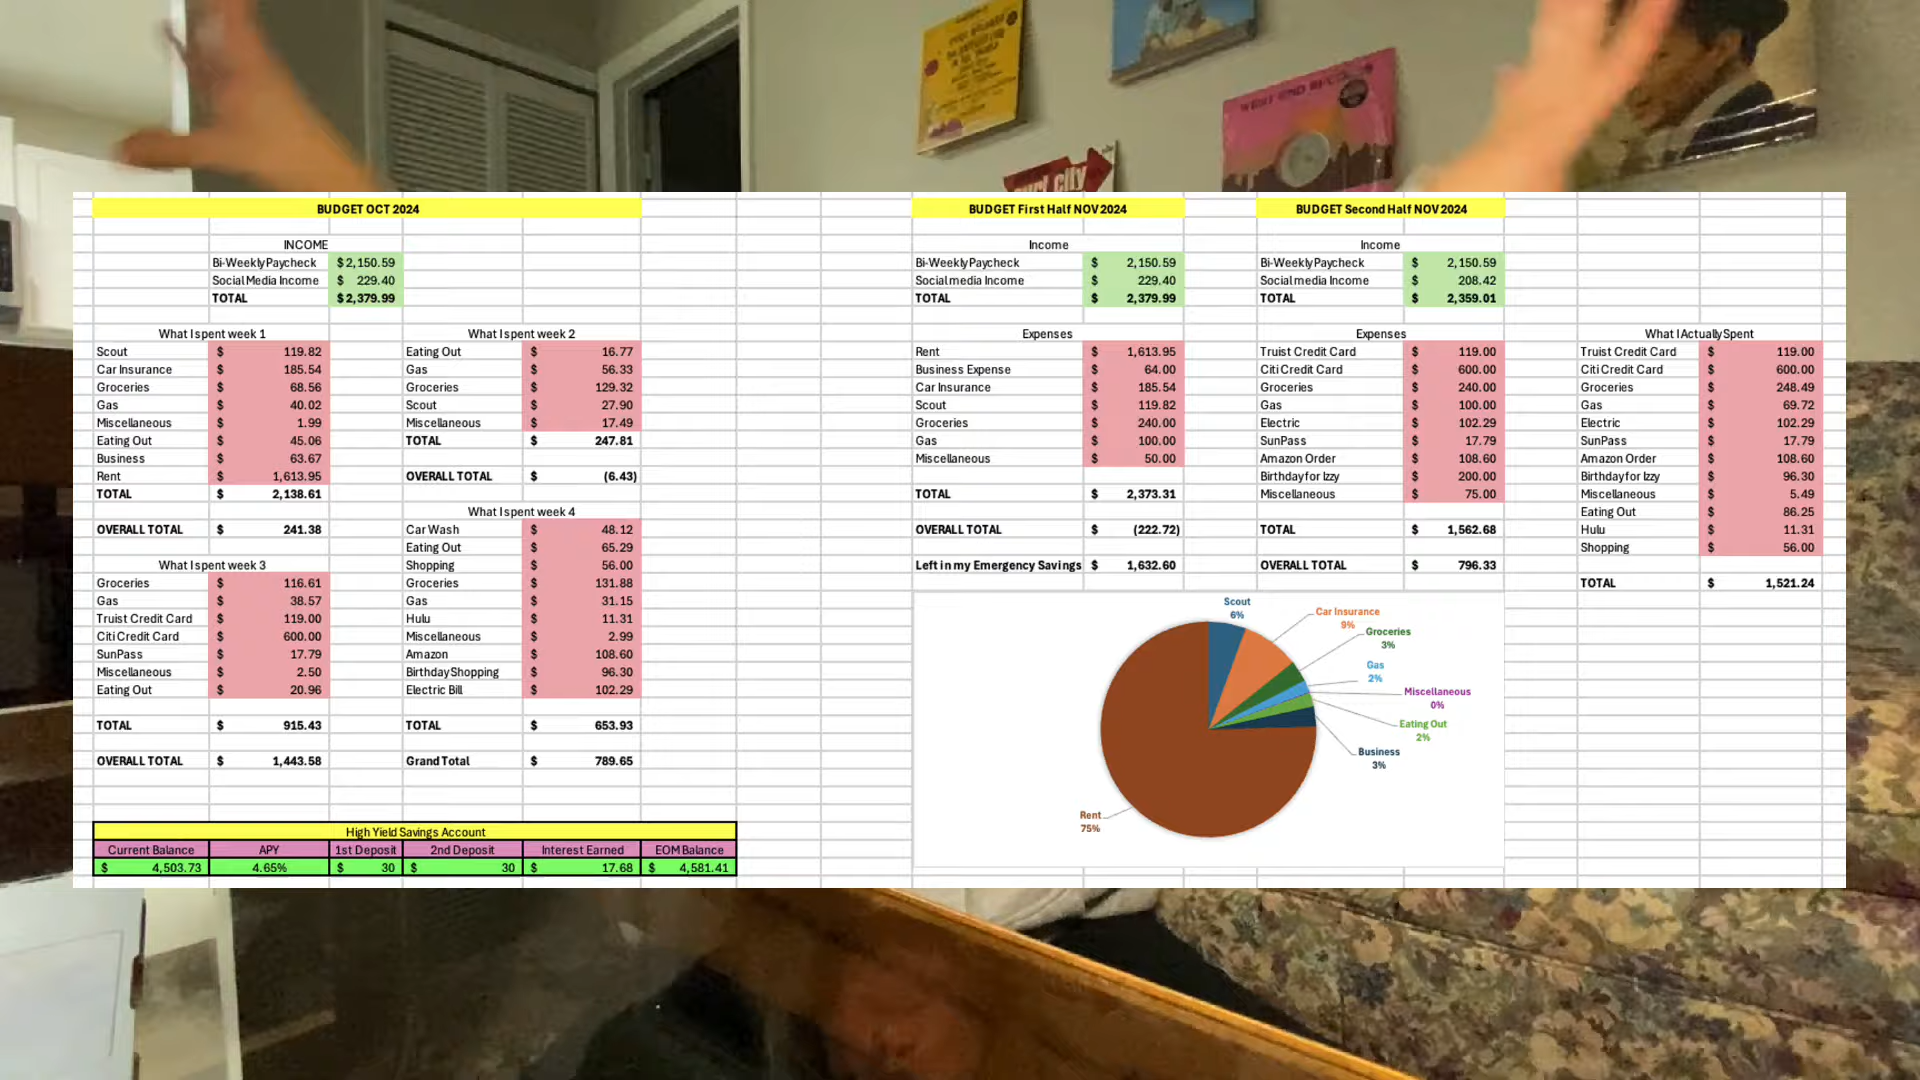 WEST END RECORDS
surf city
BUDGET OCT 2024
INCOME
Bi-Weekly Paycheck $ 2,150.59
Social Media Income $ 229.40
TOTAL $ 2,379.99
What I spent week 1
Scout $ 119.82
Car Insurance $ 185.54
Groceries $ 68.56
Gas $ 40.02
Miscellaneous $ 1.99
Eating Out $ 45.06
Business $ 63.67
Rent $ 1,613.95
TOTAL $ 2,138.61
OVERALL TOTAL $ 241.38
What I spent week 2
Eating Out $ 16.77
Gas $ 56.33
Groceries $ 129.32
Scout $ 27.90
Miscellaneous $ 17.49
TOTAL $ 247.81
OVERALL TOTAL $ (6.43)
What I spent week 3
Groceries $ 116.61
Gas $ 38.57
Truist Credit Card $ 119.00
Citi Credit Card $ 600.00
SunPass $ 17.79
Miscellaneous $ 2.50
Eating Out $ 20.96
TOTAL $ 915.43
OVERALL TOTAL $ 1,443.58
What I spent week 4
Car Wash $ 48.12
Eating Out $ 65.29
Shopping $ 56.00
Groceries $ 131.88
Gas $ 31.15
Hulu $ 11.31
Miscellaneous $ 2.99
Amazon $ 108.60
Birthday Shopping $ 96.30
Electric Bill $ 102.29
TOTAL $ 653.93
Grand Total $ 789.65
High Yield Savings Account
Current Balance APY 1st Deposit 2nd Deposit Interest Earned EOM Balance
$ 4,503.73 4.65% $ 30 $ 30 17.68 $ 4,581.41
BUDGET First Half NOV 2024
Income
Bi-Weekly Paycheck $ 2,150.59
Social media Income $ 229.40
TOTAL $ 2,379.99
Expenses
Rent $ 1,613.95
Business Expense $ 64.00
Car Insurance $ 185.54
Scout $ 119.82
Groceries $ 240.00
Gas $ 100.00
Miscellaneous $ 50.00
TOTAL $ 2,373.31
OVERALL TOTAL $ (222.72)
Left in my Emergency Savings $ 1,632.60
BUDGET Second Half NOV 2024
Income
Bi-Weekly Paycheck $ 2,150.59
Social media Income $ 208.42
TOTAL $ 2,359.01
Expenses
Truist Credit Card $ 119.00
Citi Credit Card $ 600.00
Groceries $ 240.00
Gas $ 100.00
Electric $ 102.29
SunPass $ 17.79
Amazon Order $ 108.60
Birthday for Izzy $ 200.00
Miscellaneous $ 75.00
TOTAL $ 1,562.68
OVERALL TOTAL $ 796.33
What I Actually Spent
Truist Credit Card $ 119.00
Citi Credit Card $ 600.00
Groceries $ 248.49
Gas $ 69.72
Electric $ 102.29
SunPass $ 17.79
Amazon Order $ 108.60
Birthday for Izzy $ 96.30
Miscellaneous $ 5.49
Eating Out $ 86.25
Hulu $ 11.31
Shopping $ 56.00
TOTAL $ 1,521.24
Scout
6%
Car Insurance
9%
Groceries
3%
Gas
2%
Miscellaneous
0%
Eating Out
2%
Business
3%
Rent
75%